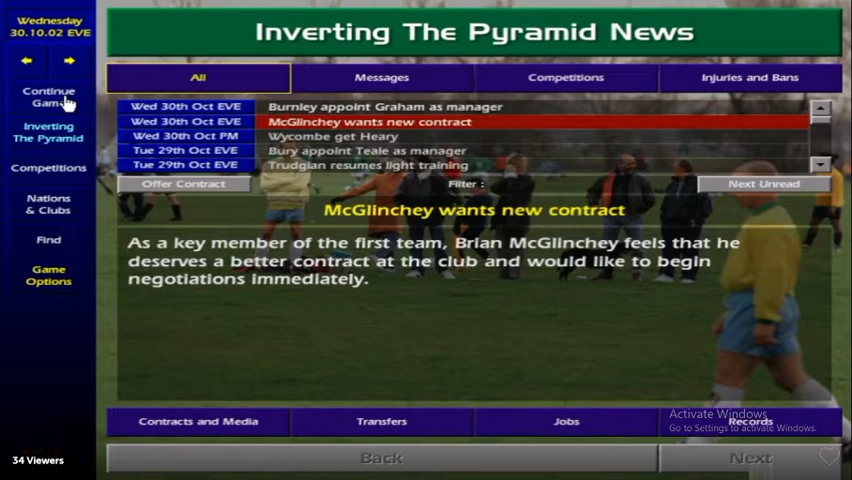 Wednesday
30.10.02 EVE
Continue
Game
Inverting
The Pyramid
Competitions
Nations
& Clubs
Find
Game
Options
34 Viewers
Inverting The Pyramid News
All
Messages
Competitions
Injuries and Bans
Wed 30th Oct EVE Burnley appoint Graham as manager
Wed 30th Oct EVE McGlinchey wants new contract
Wed 30th Oct PM Wycombe get Heary
Tue 29th Oct EVE Bury appoint Teale as manager
Tue 29th Oct EVE Trudgian resumes light training
Offer Contract
Filter :
Next Unread
McGlinchey wants new contract
As a key member of the first team, Brian McGlinchey feels that he
deserves a better contract at the club and would like to begin
negotiations immediately.
Contracts and Media
Transfers
Jobs
Records
Activate Windows
Go to Settings to activate Windows.
Back
Next